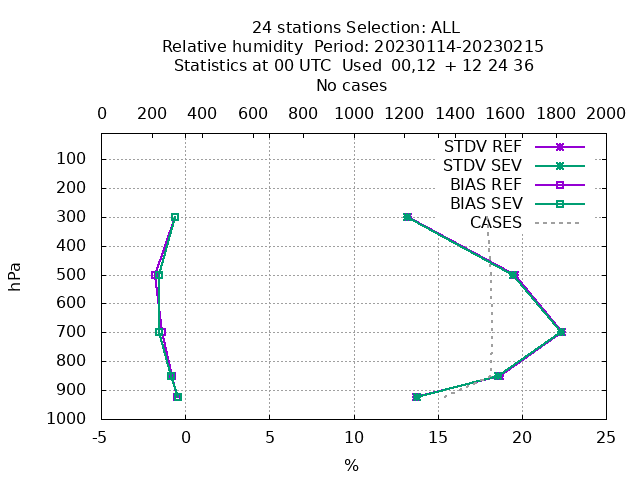 24 stations Selection: ALL
Relative humidity  Period: 20230114-20230215
Statistics at 00 UTC  Used  00,12  + 12 24 36
No cases
0 200 400 600 800 1000 1200 1400 1600 1800 2000
STDV REF
STDV SEV
BIAS REF
BIAS SEV
CASES
100
200
300
400
500
600
700
800
900
1000
hPa
-5 0 5 10 15 20 25
%